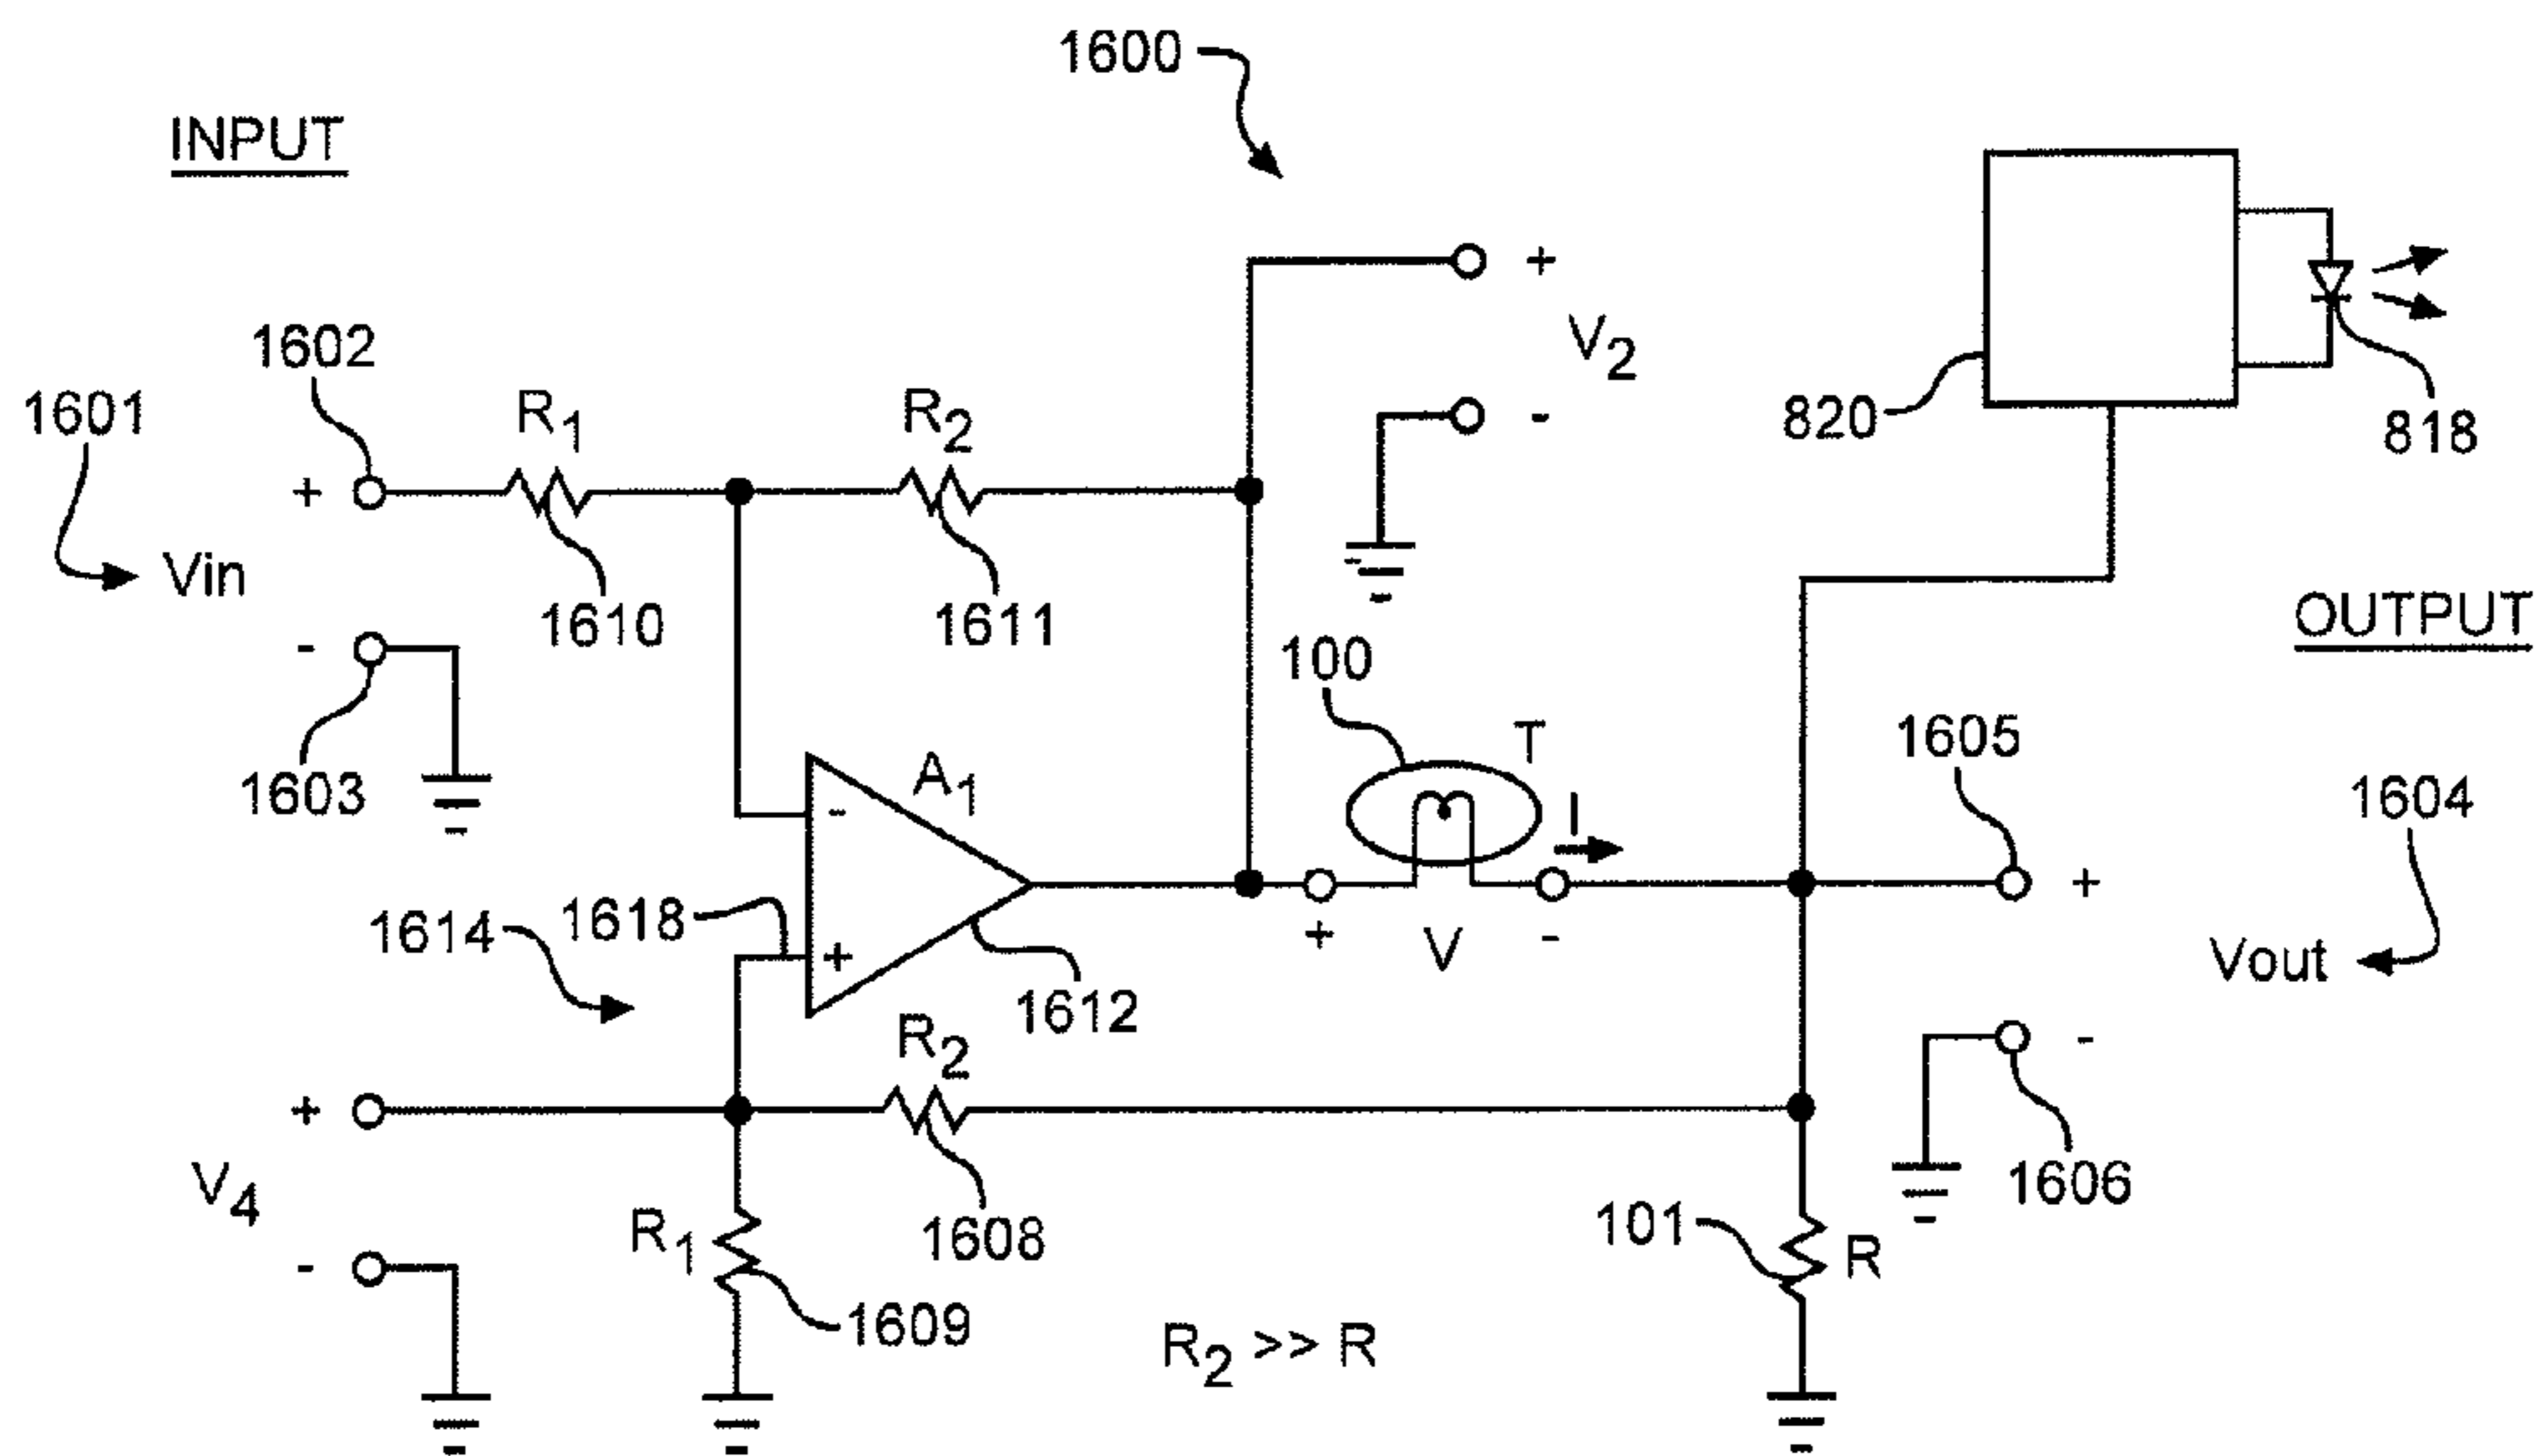 1600
INPUT
+
V2
-
1602
1601
R1
R2
820
818
+
Vin
1610
1611
OUTPUT
-
100
T
1605
1603
A1
I
1604
-
+
1614
1618
+
+
V
-
Vout
1612
R2
-
+
V4
1608
1606
R1
101
R
-
1609
R2 >> R